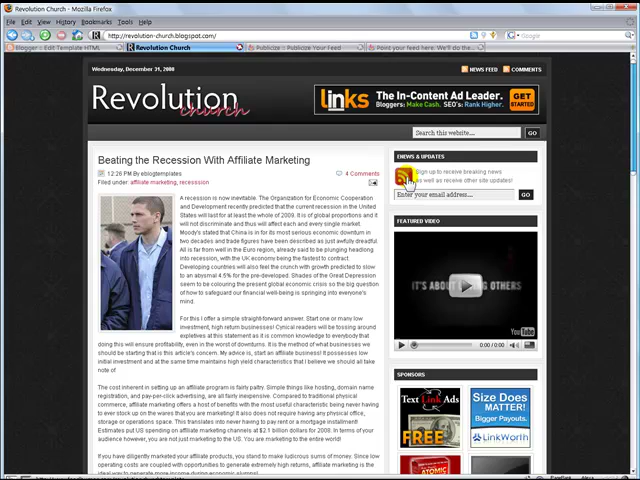 Revolution Church - Mozilla Firefox
File Edit View History Bookmarks Tools Help
http://revolution-church.blogspot.com/
Google
Blogger : Edit Template HTML
Revolution Church
Publicize : Publicize Your Feed
Point your feed here. We'll do the...
Wednesday, December 31, 2008
NEWS FEED
COMMENTS
Revolution
church
links
The In-Content Ad Leader.
Bloggers: Make Cash. SEO's: Rank Higher.
GET STARTED
Search this website....
GO
Beating the Recession With Affiliate Marketing
12:26 PM By eblogtemplates
4 Comments
Filed under: affiliate marketing, recesssion
A recession is now inevitable. The Organization for Economic Cooperation
and Development recently predicted that the current recession in the United
States will last for at least the whole of 2009. It is of global proportions and it
will not discriminate and thus will affect each and every single market.
Moody's stated that China is in for its most serious economic downturn in
two decades and trade figures have been described as just awfully dreadful
All is far from well in the Euro region, already said to be plunging headlong
into recession, with the UK economy being the fastest to contract.
Developing countries will also feel the crunch with growth predicted to slow
to an abysmal 4.5% for the pre-developed. Shades of the Great Depression
seem to be colouring the present global economic crisis so the big question
of how to safeguard our financial well-being is springing into everyone's
mind.
For this I offer a simple straight-forward answer. Start one or many low
investment, high return businesses! Cynical readers will be tossing around
expletives at this statement as it is common knowledge to everybody that
doing this will ensure profitability, even in the worst of downturns. It is the method of what businesses we
should be starting that is this article's concern. My advice is, start an affiliate business! It possesses low
initial investment and at the same time maintains high yield characteristics that I believe we should all take
note of
The cost inherent in setting up an affiliate program is fairly paltry. Simple things like hosting, domain name
registration, and pay-per-click advertising, are all fairly inexpensive. Compared to traditional physical
commerce, affiliate marketing offers a host of benefits with the most useful characteristic being never having
to ever stock up on the wares that you are marketing! It also does not require having any physical office,
storage or operations space. This translates into never having to pay rent or a mortgage installment!
Estimates put US spending on affiliate marketing channels at $2.1 billion dollars for 2008. In terms of your
audience however, you are not just marketing to the US. You are marketing to the entire world!
If you have diligently marketed your affiliate products, you stand to make ludicrous sums of money. Since
low operating costs are coupled with opportunities to generate extremely high returns, affiliate marketing is the
ENEWS & UPDATES
Sign up to receive breaking news
as well as receive other site updates!
Enter your email address....
GO
FEATURED VIDEO
IT'S ABOUT OTHERS
YouTube
0:00 / 0:00
SPONSORS
Text Link Ads
FREE
Size Does MATTER!
Bigger Payouts.
LinkWorth
ATOMIC